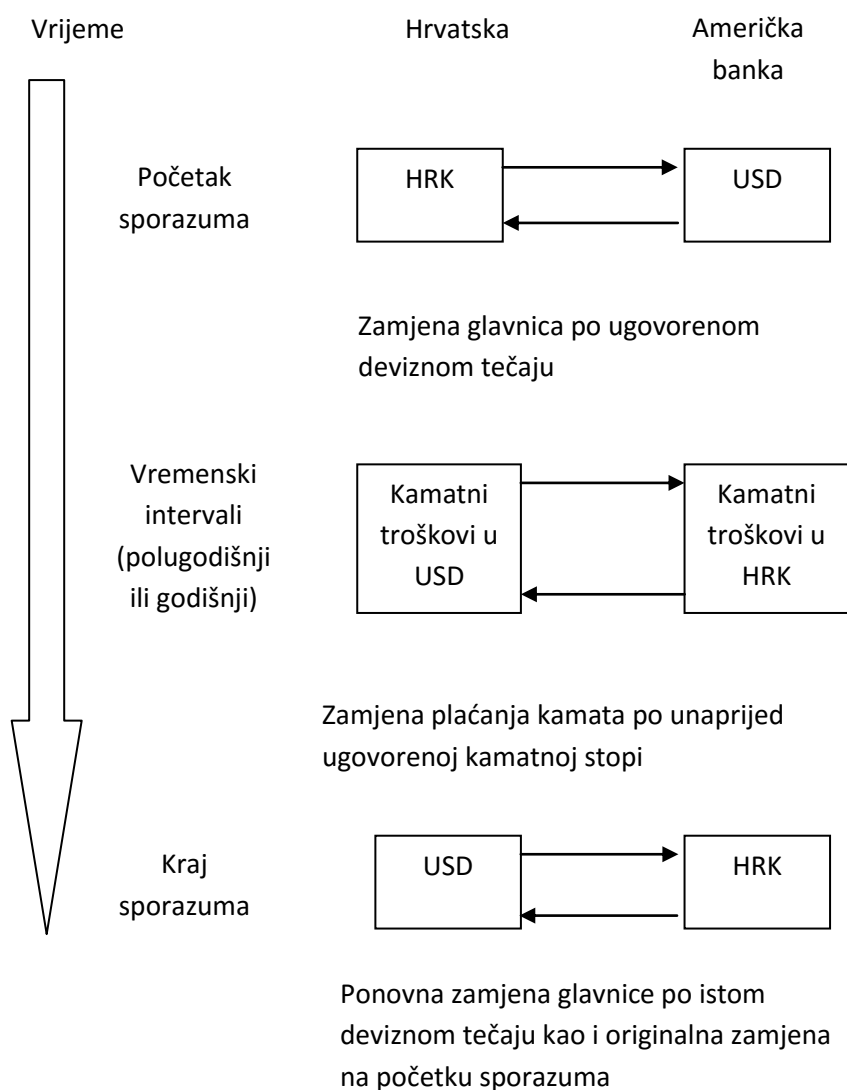 Vrijeme
Hrvatska
Američka
banka
Početak
sporazuma
HRK
USD
Zamjena glavnica po ugovorenom
deviznom tečaju
Vremenski
intervali
(polugodišnji
ili godišnji)
Kamatni
troškovi u
USD
Kamatni
troškovi u
HRK
Zamjena plaćanja kamata po unaprijed
ugovorenoj kamatnoj stopi
Kraj
sporazuma
USD
HRK
Ponovna zamjena glavnice po istom
deviznom tečaju kao i originalna zamjena
na početku sporazuma